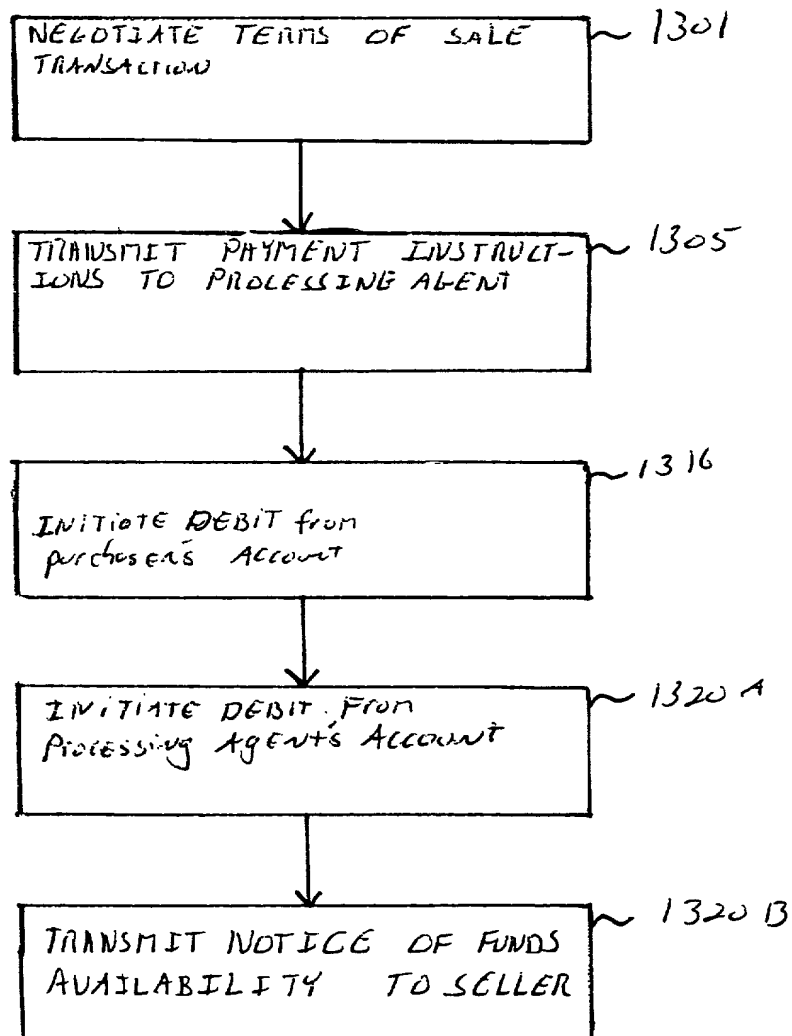 NEGOTIATE TERMS OF SALE
TRANSACTION
1301
TRANSMIT PAYMENT INSTRUCT-
IONS TO PROCESSING AGENT
1305
INITIATE DEBIT from
purchaser's Account
1316
INITIATE DEBIT From
Processing Agent's Account
1320 A
TRANSMIT NOTICE OF FUNDS
AVAILABILITY TO SELLER
1320 B